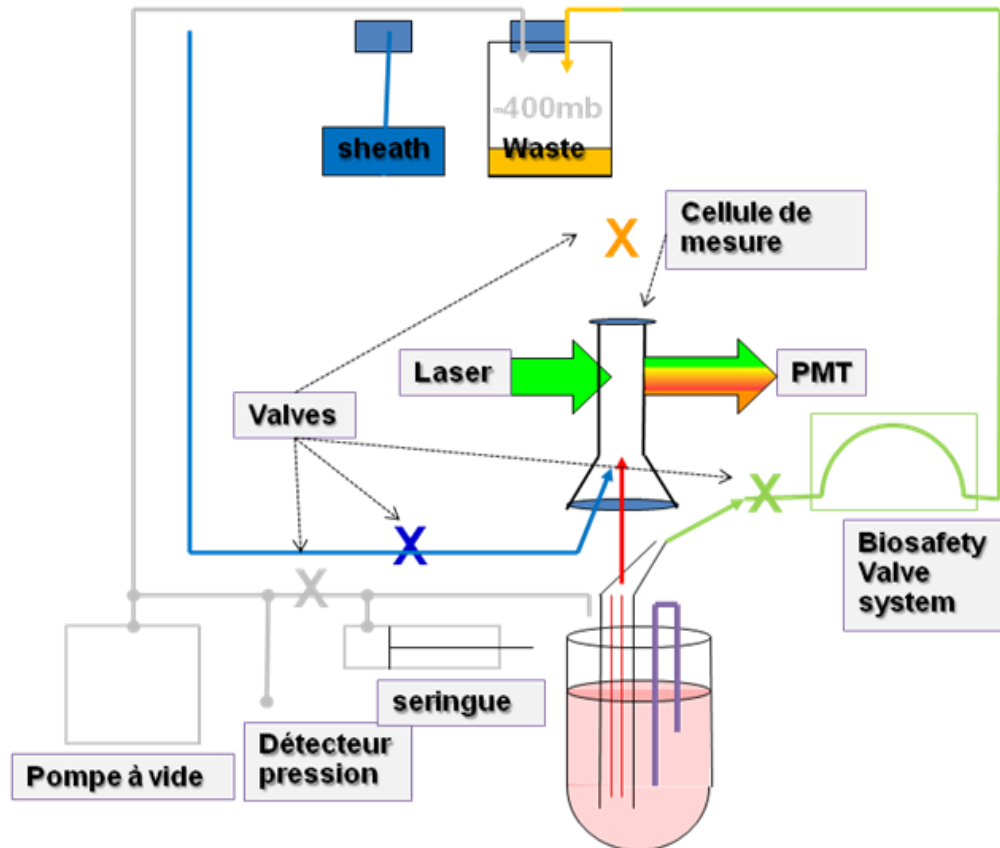 -400mb
sheath
Waste
Cellule de
mesure
Laser
PMT
Valves
Biosafety
Valve
system
seringue
Détecteur
pression
Pompe à vide